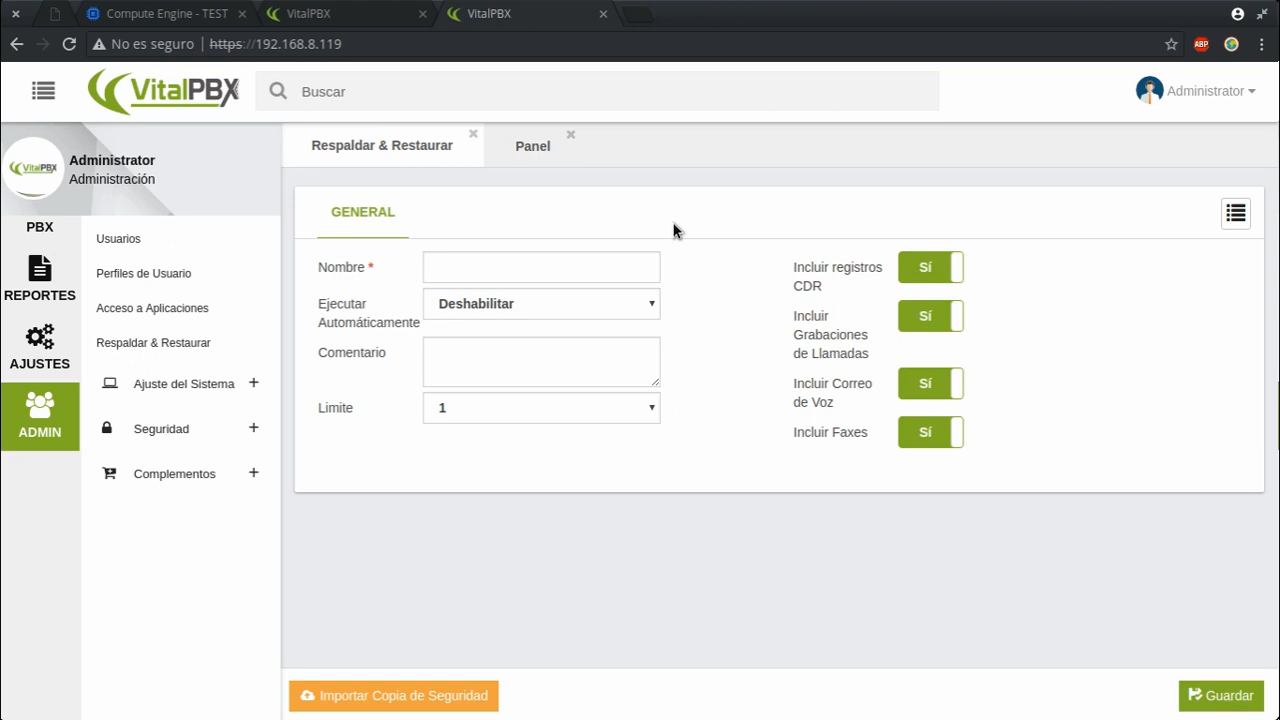 Compute Engine - TEST
VitalPBX
VitalPBX
No es seguro
https://192.168.8.119
ABP
VitalPBX
Buscar
Administrator
VitalPBX
Administrator
Administración
Respaldar & Restaurar
Panel
PBX
REPORTES
AJUSTES
ADMIN
Usuarios
Perfiles de Usuario
Acceso a Aplicaciones
Respaldar & Restaurar
Ajuste del Sistema +
Seguridad +
Complementos +
GENERAL
Nombre *
Ejecutar
Automáticamente
Deshabilitar
Comentario
Limite
1
Incluir registros
CDR
Sí
Incluir
Grabaciones
de Llamadas
Sí
Incluir Correo
de Voz
Sí
Incluir Faxes
Sí
Importar Copia de Seguridad
Guardar